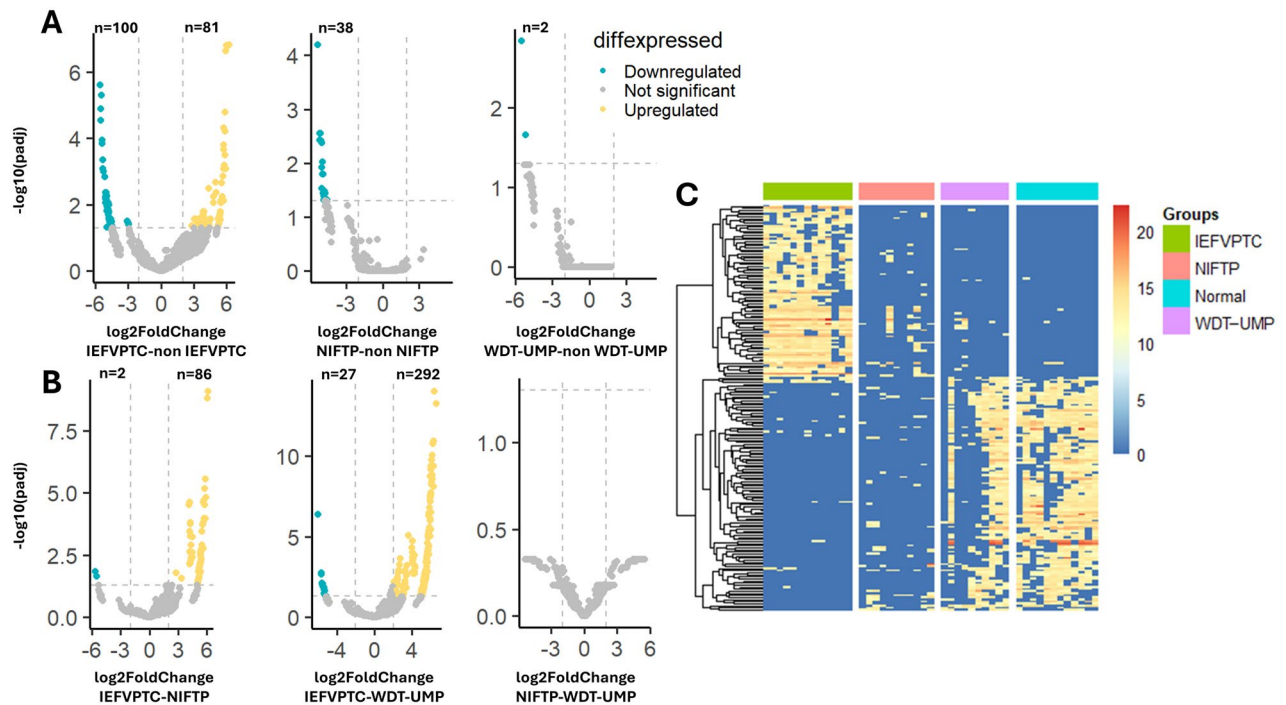 A
n=100 n=81
-log10(padj)
6
4
2
0
-6 -3 0 3 6
log2FoldChange
IEFVPTC-non IEFVPTC
n=38
4
3
2
1
0
-3 0 3
log2FoldChange
NIFTP-non NIFTP
n=2
2
1
0
-6 -3 0 3
log2FoldChange
WDT-UMP-non WDT-UMP
diffexpressed
Downregulated
Not significant
Upregulated
B
n=2 n=86
-log10(padj)
7.5
5.0
2.5
0.0
-6 -3 0 3 6
log2FoldChange
IEFVPTC-NIFTP
n=27 n=292
10
5
0
-4 0 4
log2FoldChange
IEFVPTC-WDT-UMP
1.0
0.5
0.0
-3 0 3 6
log2FoldChange
NIFTP-WDT-UMP
C
20
15
10
5
0
Groups
IEFVPTC
NIFTP
Normal
WDT-UMP